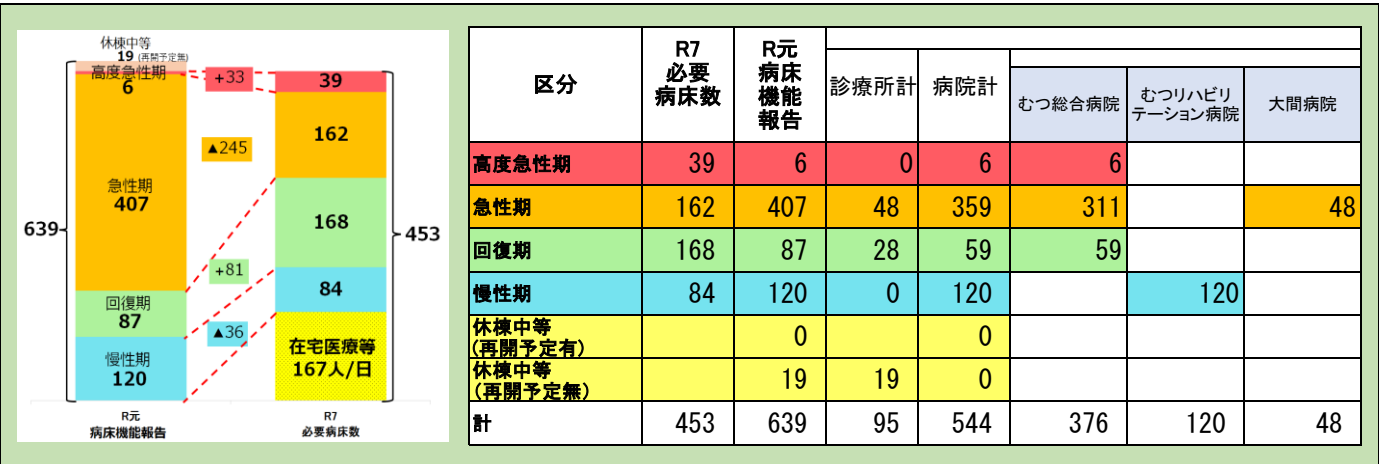 休棟中等
19 (再開予定無)
高度急性期
6
+33
39
▲245
162
急性期
407
639
168
453
+81
回復期
87
84
▲36
慢性期
120
在宅医療等
167人/日
R元
病床機能報告
R7
必要病床数
区分
R7
必要
病床数
R元
病床
機能
報告
診療所計
病院計
むつ総合病院
むつリハビリ
テーション病院
大間病院
高度急性期 39 6 0 6 6
急性期 162 407 48 359 311 48
回復期 168 87 28 59 59
慢性期 84 120 0 120 120
休棟中等
(再開予定有) 0 0
休棟中等
(再開予定無) 19 19 0
計 453 639 95 544 376 120 48